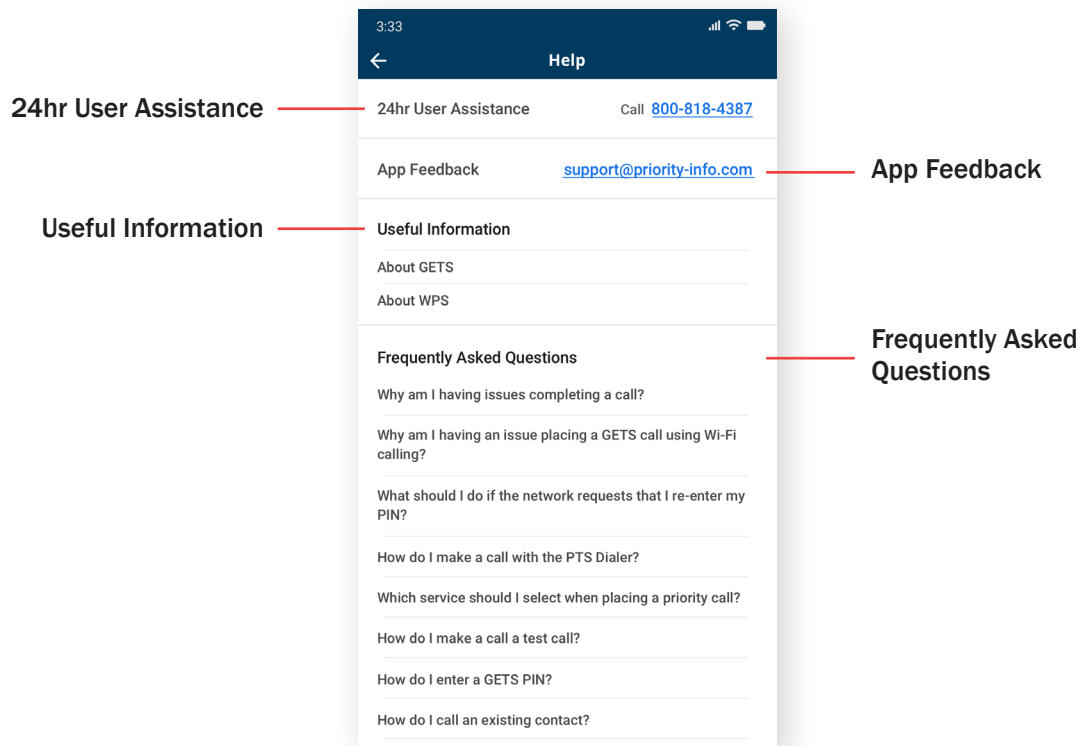 3:33
Help
24hr User Assistance
24hr User Assistance Call 800-818-4387
App Feedback support@priority-info.com
App Feedback
Useful Information
Useful Information
About GETS
About WPS
Frequently Asked
Questions
Frequently Asked Questions
Why am I having issues completing a call?
Why am I having an issue placing a GETS call using Wi-Fi
calling?
What should I do if the network requests that I re-enter my
PIN?
How do I make a call with the PTS Dialer?
Which service should I select when placing a priority call?
How do I make a call a test call?
How do I enter a GETS PIN?
How do I call an existing contact?